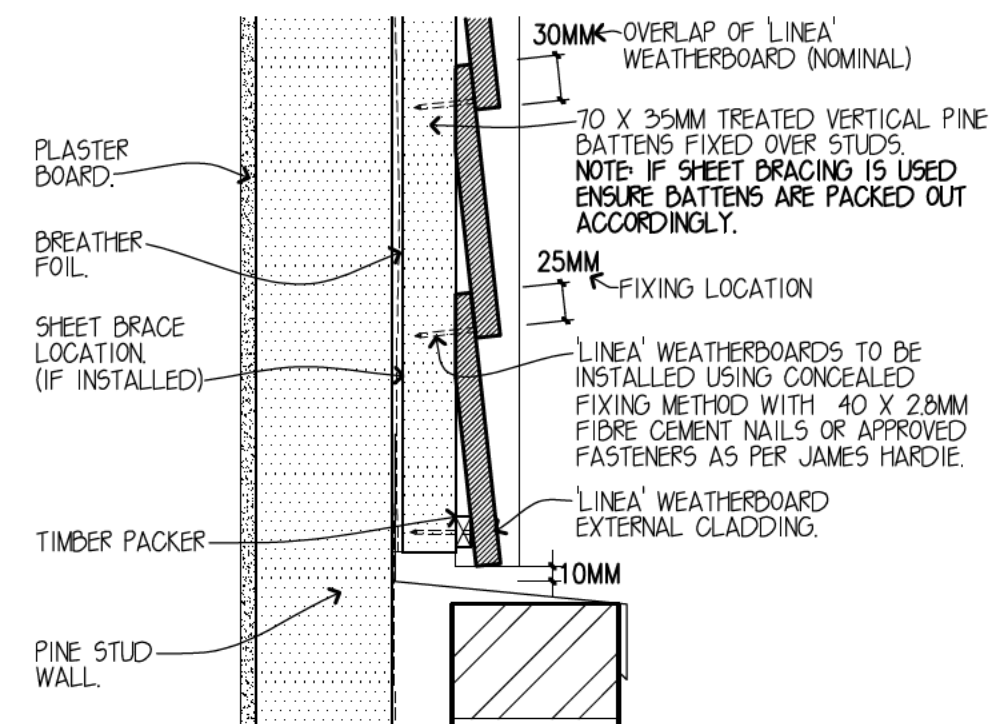 30MM
OVERLAP OF 'LINEA'
WEATHERBOARD (NOMINAL)
70 X 35MM TREATED VERTICAL PINE
BATTENS FIXED OVER STUDS.
NOTE: IF SHEET BRACING IS USED
ENSURE BATTENS ARE PACKED OUT
ACCORDINGLY.
PLASTER
BOARD.
BREATHER
FOIL.
25MM
FIXING LOCATION
SHEET BRACE
LOCATION.
(IF INSTALLED)
'LINEA' WEATHERBOARDS TO BE
INSTALLED USING CONCEALED
FIXING METHOD WITH 40 X 2.8MM
FIBRE CEMENT NAILS OR APPROVED
FASTENERS AS PER JAMES HARDIE.
'LINEA' WEATHERBOARD
EXTERNAL CLADDING.
TIMBER PACKER
10MM
PINE STUD
WALL.